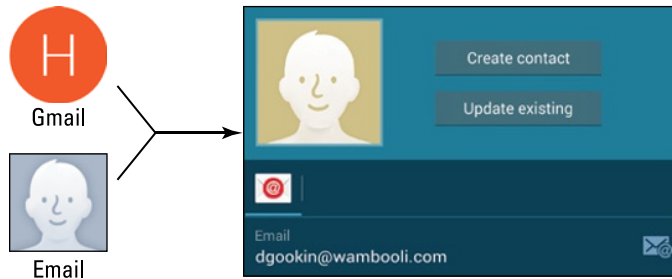 H
Gmail
Email
Create contact
Update existing
@
Email
dgookin@wambooli.com
@